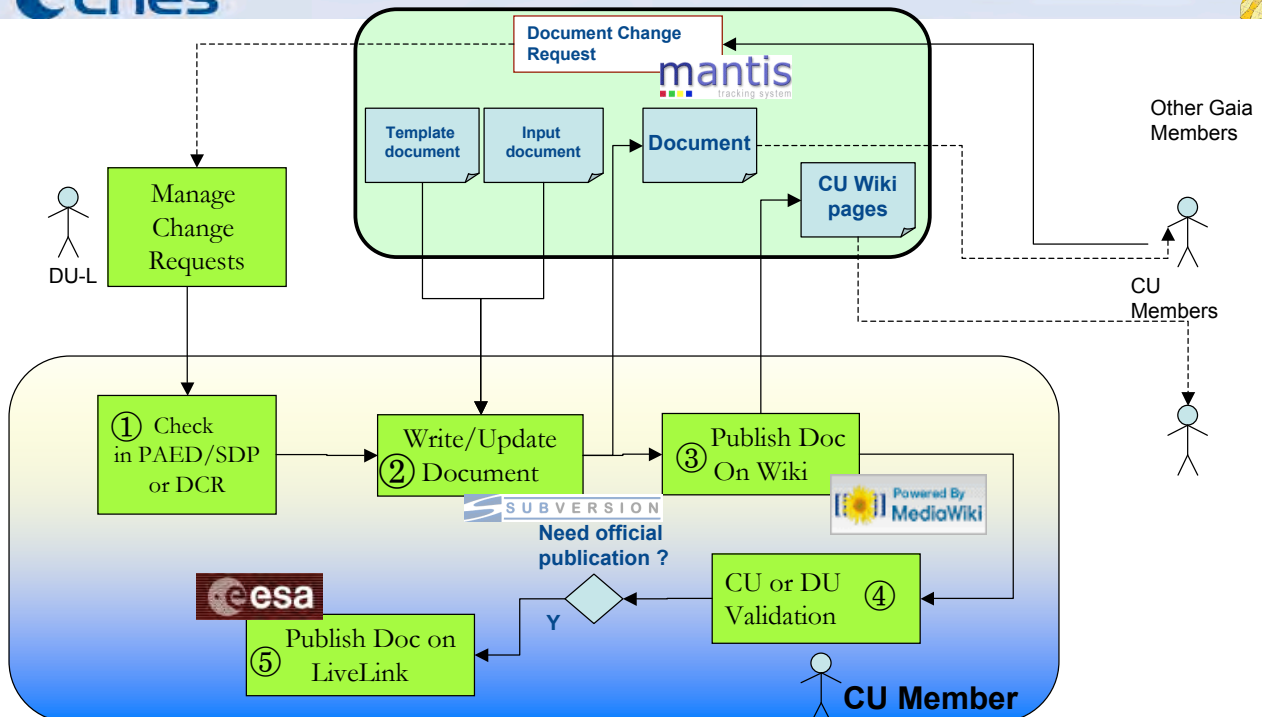 cnes
Document Change
Request
mantis
tracking system
Template
document
Input
document
Document
CU Wiki
pages
Other Gaia
Members
Manage
Change
Requests
DU-L
CU
Members
① Check
in PAED/SDP
or DCR
Write/Update
② Document
SUBVERSION
Publish Doc
③ On Wiki
Powered By
MediaWiki
Need official
publication ?
Y
CU or DU
Validation ④
esa
Publish Doc on
⑤ LiveLink
CU Member